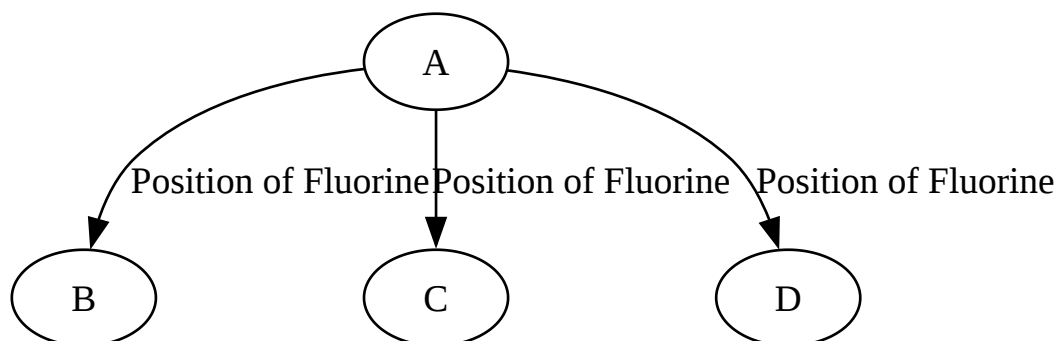 A
Position of Fluorine Position of Fluorine Position of Fluorine
B C D